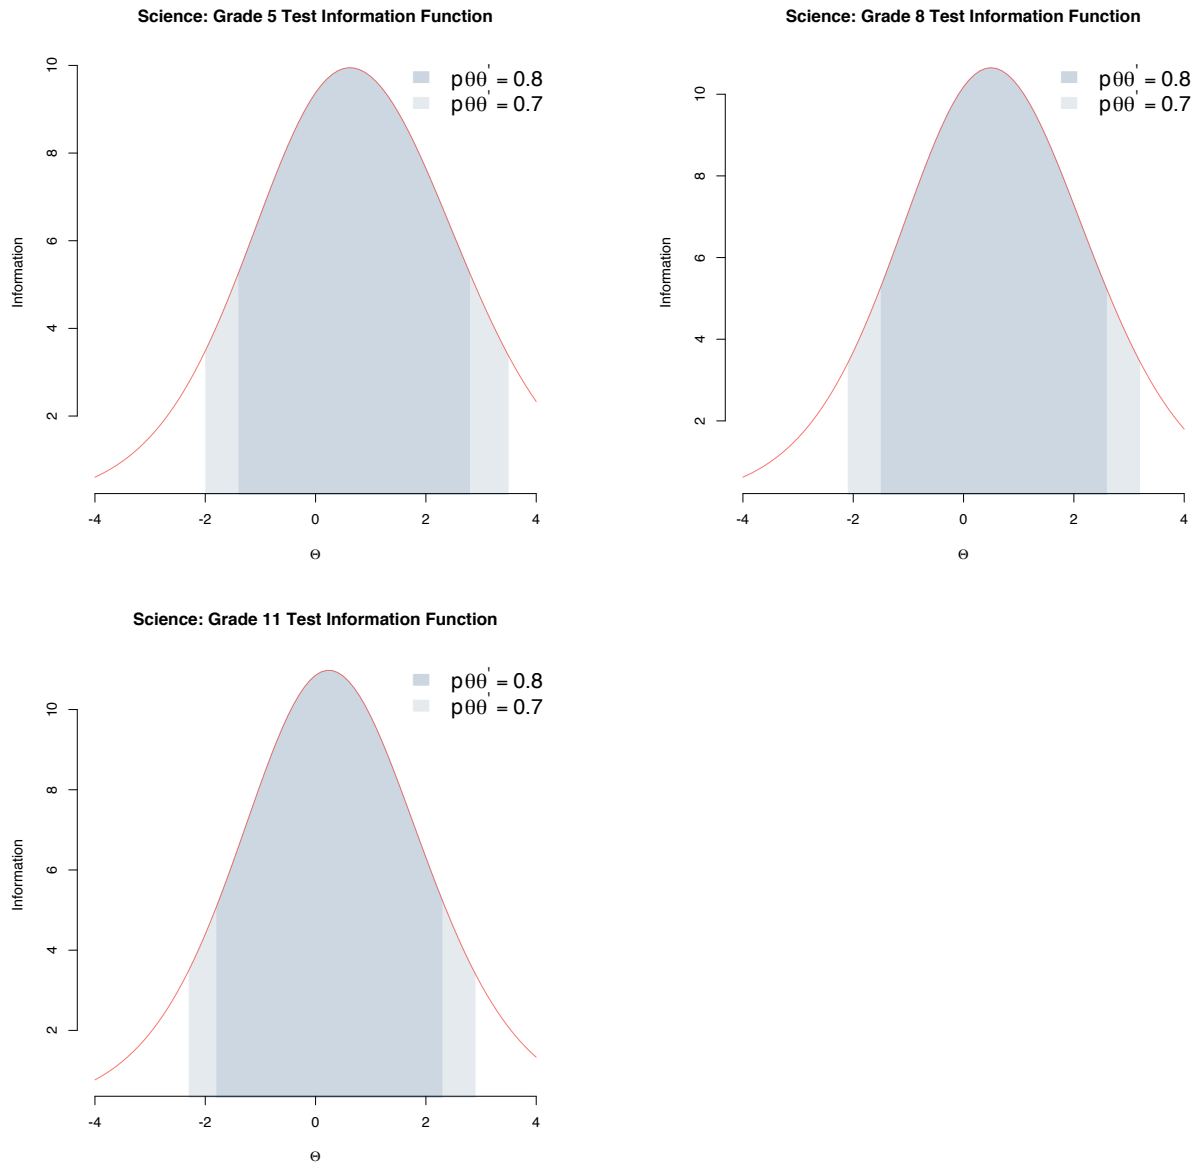 Science: Grade 5 Test Information Function
pθθ' = 0.8
pθθ' = 0.7
10
8
6
4
2
Information
-4 -2 0 2 4
Θ
Science: Grade 8 Test Information Function
pθθ' = 0.8
pθθ' = 0.7
10
8
6
4
2
Information
-4 -2 0 2 4
Θ
Science: Grade 11 Test Information Function
pθθ' = 0.8
pθθ' = 0.7
10
8
6
4
2
Information
-4 -2 0 2 4
Θ